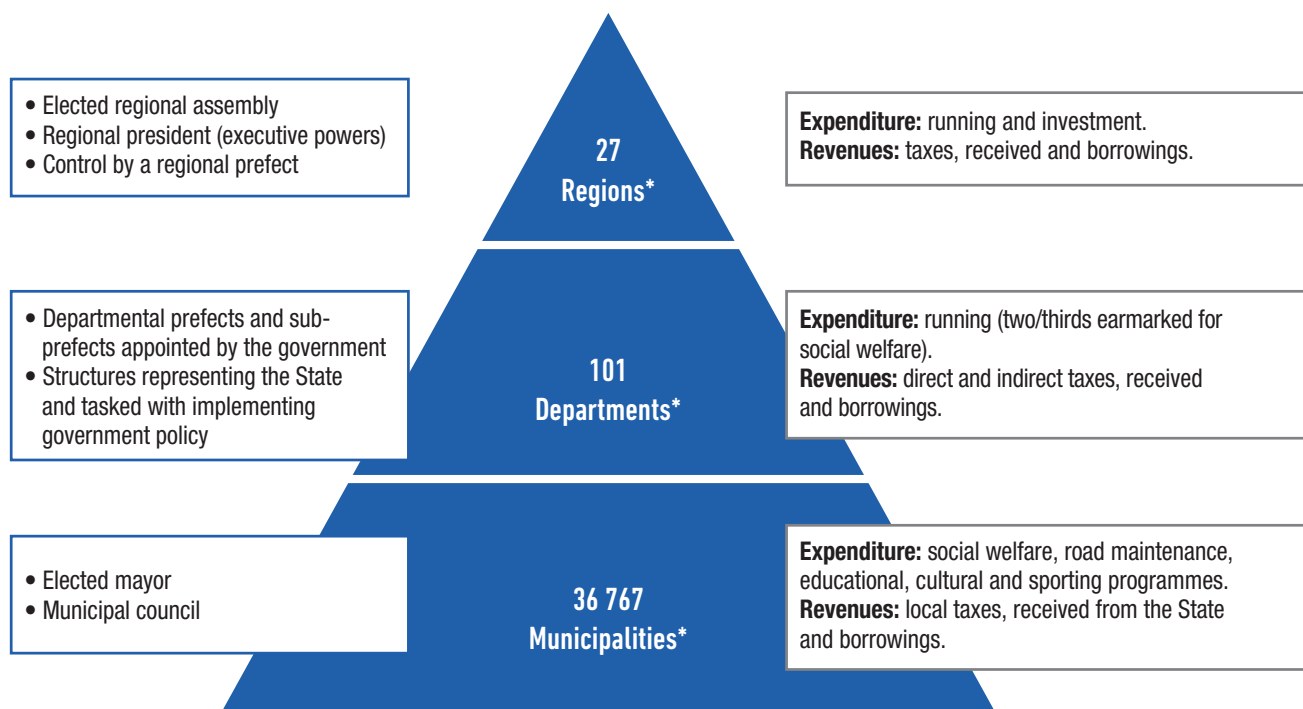 • Elected regional assembly
• Regional president (executive powers)
• Control by a regional prefect
27
Regions*
Expenditure: running and investment.
Revenues: taxes, received and borrowings.
• Departmental prefects and sub-
prefects appointed by the government
• Structures representing the State
and tasked with implementing
government policy
101
Departments*
Expenditure: running (two/thirds earmarked for
social welfare).
Revenues: direct and indirect taxes, received
and borrowings.
• Elected mayor
• Municipal council
36 767
Municipalities*
Expenditure: social welfare, road maintenance,
educational, cultural and sporting programmes.
Revenues: local taxes, received from the State
and borrowings.